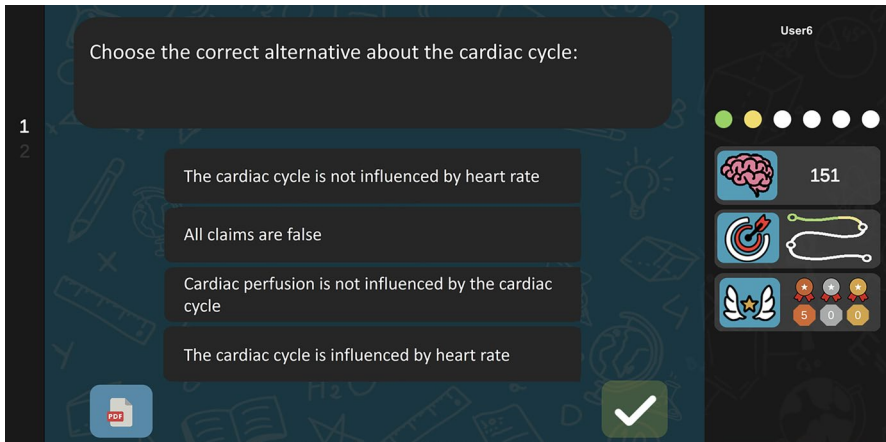 User6
Choose the correct alternative about the cardiac cycle:
1
2
The cardiac cycle is not influenced by heart rate
All claims are false
Cardiac perfusion is not influenced by the cardiac
cycle
The cardiac cycle is influenced by heart rate
151
5 0 0
PDF
H2O